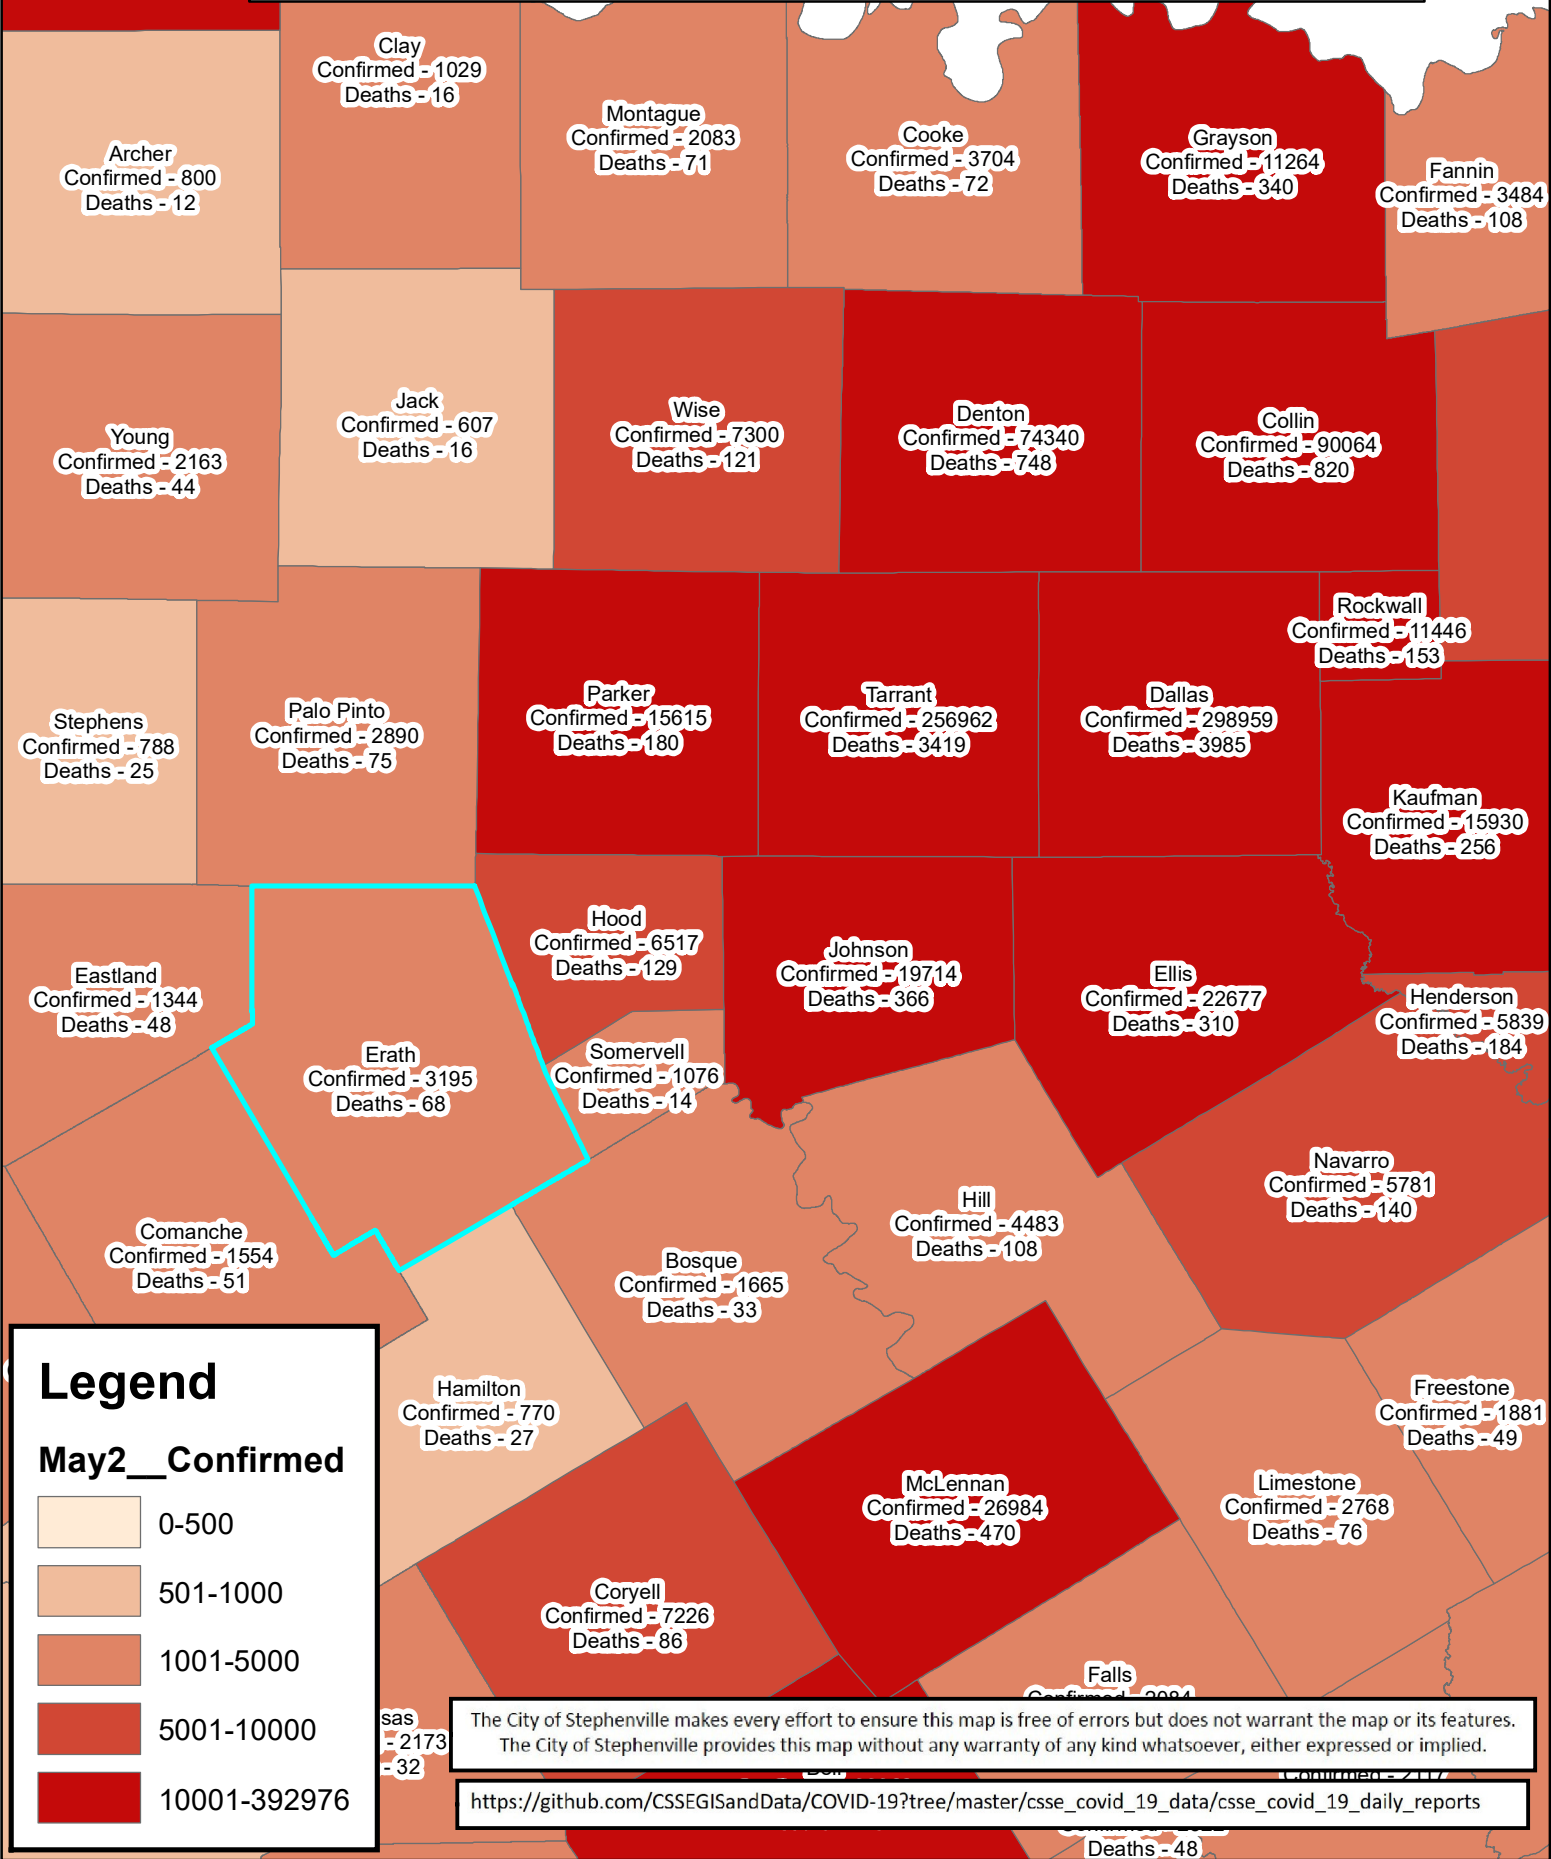 Clay
Confirmed - 1029
Deaths - 16
Montague
Confirmed - 2083
Deaths - 71
Cooke
Confirmed - 3704
Deaths - 72
Grayson
Confirmed - 11264
Deaths - 340
Archer
Confirmed - 800
Deaths - 12
Fannin
Confirmed - 3484
Deaths - 108
Jack
Confirmed - 607
Deaths - 16
Wise
Confirmed - 7300
Deaths - 121
Denton
Confirmed - 74340
Deaths - 748
Collin
Confirmed - 90064
Deaths - 820
Young
Confirmed - 2163
Deaths - 44
Rockwall
Confirmed - 11446
Deaths - 153
Stephens
Confirmed - 788
Deaths - 25
Palo Pinto
Confirmed - 2890
Deaths - 75
Parker
Confirmed - 15615
Deaths - 180
Tarrant
Confirmed - 256962
Deaths - 3419
Dallas
Confirmed - 298959
Deaths - 3985
Kaufman
Confirmed - 15930
Deaths - 256
Hood
Confirmed - 6517
Deaths - 129
Johnson
Confirmed - 19714
Deaths - 366
Ellis
Confirmed - 22677
Deaths - 310
Henderson
Confirmed - 5839
Deaths - 184
Eastland
Confirmed - 1344
Deaths - 48
Erath
Confirmed - 3195
Deaths - 68
Somervell
Confirmed - 1076
Deaths - 14
Navarro
Confirmed - 5781
Deaths - 140
Hill
Confirmed - 4483
Deaths - 108
Comanche
Confirmed - 1554
Deaths - 51
Bosque
Confirmed - 1665
Deaths - 33
Hamilton
Confirmed - 770
Deaths - 27
Freestone
Confirmed - 1881
Deaths - 49
McLennan
Confirmed - 26984
Deaths - 470
Limestone
Confirmed - 2768
Deaths - 76
Coryell
Confirmed - 7226
Deaths - 86
Falls
sas
- 2173
- 32
Deaths - 48
Legend
May2__Confirmed
0-500
501-1000
1001-5000
5001-10000
10001-392976
The City of Stephenville makes every effort to ensure this map is free of errors but does not warrant the map or its features.
The City of Stephenville provides this map without any warranty of any kind whatsoever, either expressed or implied.
https://github.com/CSSEGISandData/COVID-19?tree/master/csse_covid_19_data/csse_covid_19_daily_reports